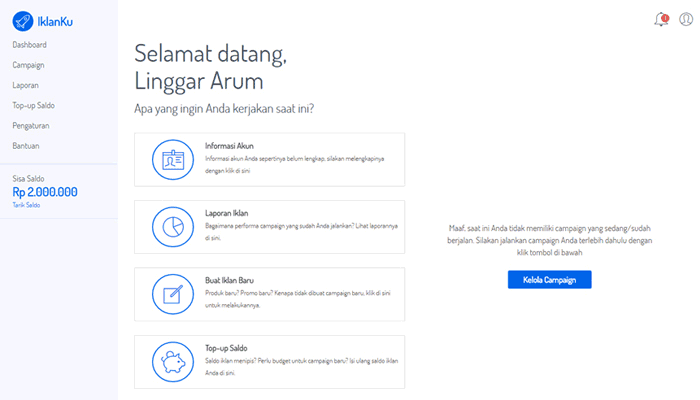 IklanKu
Dashboard
Campaign
Laporan
Top-up Saldo
Pengaturan
Bantuan
Sisa Saldo
Rp 2.000.000
Tarik Saldo
1
Selamat datang,
Linggar Arum
Apa yang ingin Anda kerjakan saat ini?
Informasi Akun
Informasi akun Anda sepertinya belum lengkap, silakan melengkapinya
dengan klik di sini
Laporan Iklan
Bagaimana performa campaign yang sudah Anda jalankan? Lihat laporannya
di sini.
Buat Iklan Baru
Produk baru? Promo baru? Kenapa tidak dibuat campaign baru, klik di sini
untuk melakukannya.
Top-up Saldo
Saldo iklan menipis? Perlu budget untuk campaign baru? Isi ulang saldo iklan
Anda di sini.
Maaf, saat ini Anda tidak memiliki campaign yang sedang/sudah
berjalan. Silakan jalankan campaign Anda terlebih dahulu dengan
klik tombol di bawah
Kelola Campaign